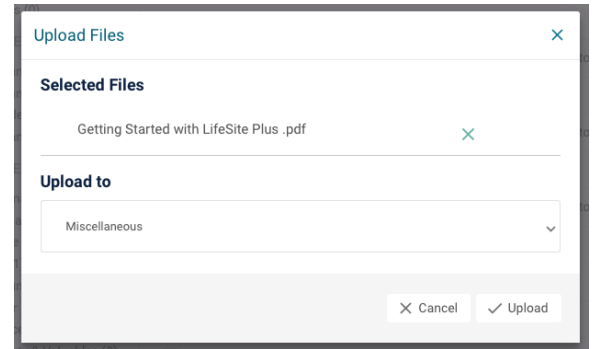 Upload Files
Selected Files
Getting Started with LifeSite Plus .pdf
Upload to
Miscellaneous
Cancel
Upload